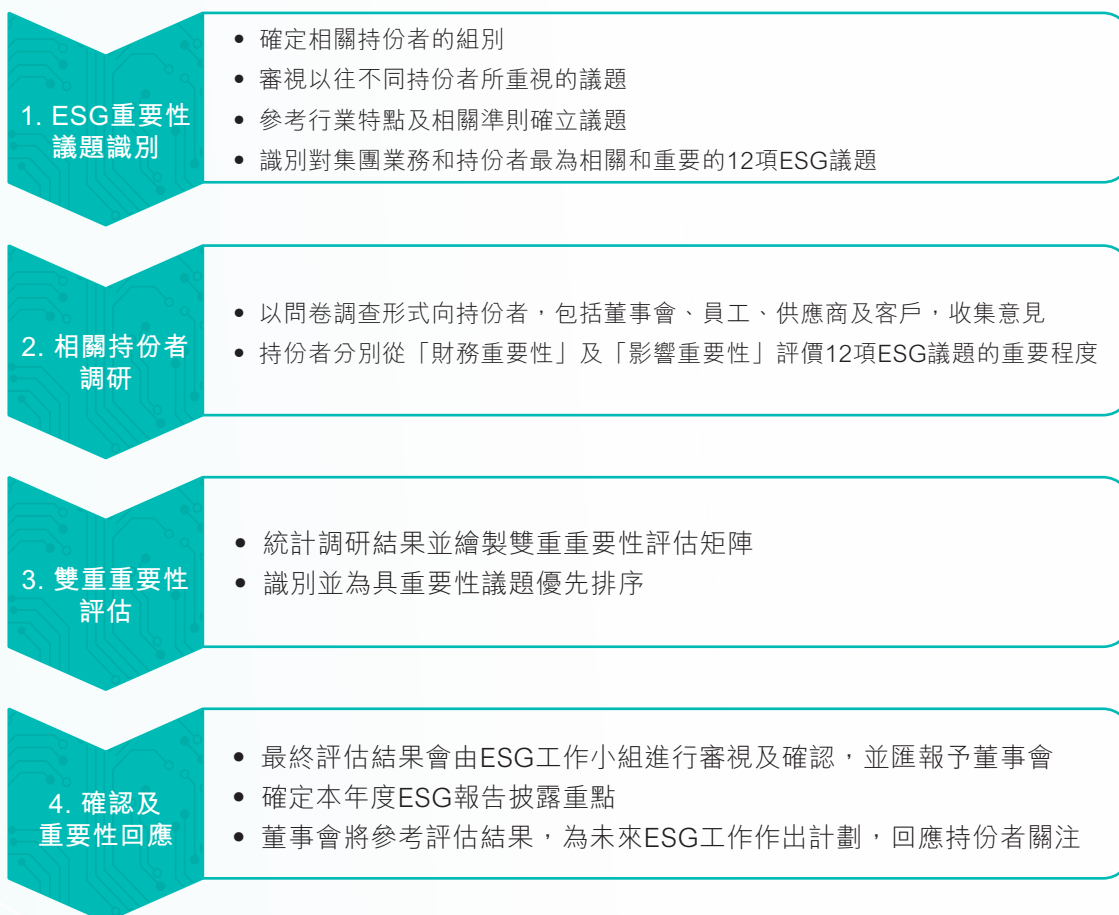 1. ESG重要性
議題識別
• 確定相關持份者的組別
• 審視以往不同持份者所重視的議題
• 參考行業特點及相關準則確立議題
• 識別對集團業務和持份者最為相關和重要的12項ESG議題
2. 相關持份者
調研
• 以問卷調查形式向持份者，包括董事會、員工、供應商及客戶，收集意見
• 持份者分別從「財務重要性」及「影響重要性」評價12項ESG議題的重要程度
3. 雙重重要性
評估
• 統計調研結果並繪製雙重重要性評估矩陣
• 識別並為具重要性議題優先排序
4. 確認及
重要性回應
• 最終評估結果會由ESG工作小組進行審視及確認，並匯報予董事會
• 確定本年度ESG報告披露重點
• 董事會將參考評估結果，為未來ESG工作作出計劃，回應持份者關注